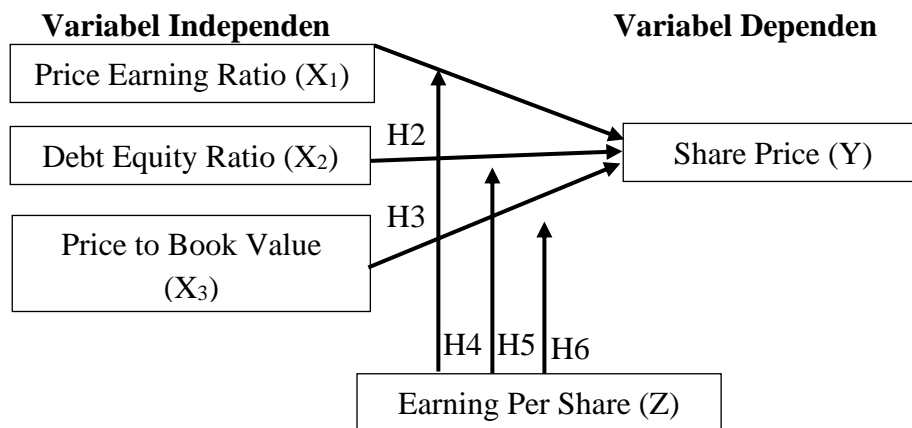 Variabel Independen
Variabel Dependen
Price Earning Ratio (X₁)
H2
Debt Equity Ratio (X₂)
Share Price (Y)
H3
Price to Book Value
(X₃)
H4
H5
H6
Earning Per Share (Z)